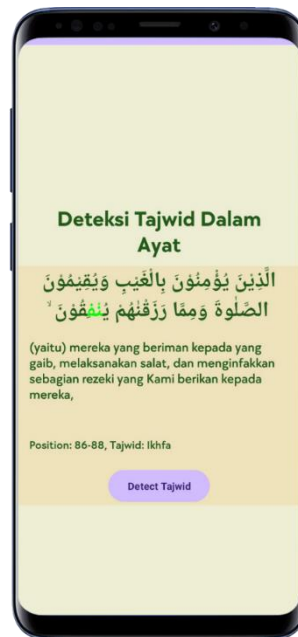 Deteksi Tajwid Dalam
Ayat
الَّذِيْنَ يُؤْمِنُوْنَ بِالْغَيْبِ وَيُقِيْمُوْنَ
الصَّلٰوةَ وَمِمَّا رَزَقْنٰهُمْ يُنْفِقُوْنَ ۙ
(yaitu) mereka yang beriman kepada yang
gaib, melaksanakan salat, dan menginfakkan
sebagian rezeki yang Kami berikan kepada
mereka,
Position: 86-88, Tajwid: Ikhfa
Detect Tajwid